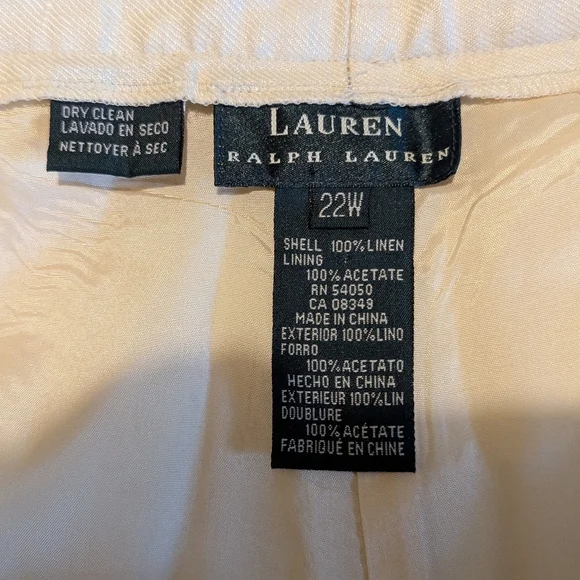 DRY CLEAN
LAVADO EN SECO
NETTOYER À SEC
LAUREN
RALPH LAUREN
22W
SHELL 100% LINEN
LINING
100% ACETATE
RN 54050
CA 08349
MADE IN CHINA
EXTERIOR 100% LINO
FORRO
100% ACETATO
HECHO EN CHINA
EXTERIEUR 100% LIN
DOUBLURE
100% ACÉTATE
FABRIQUÉ EN CHINE